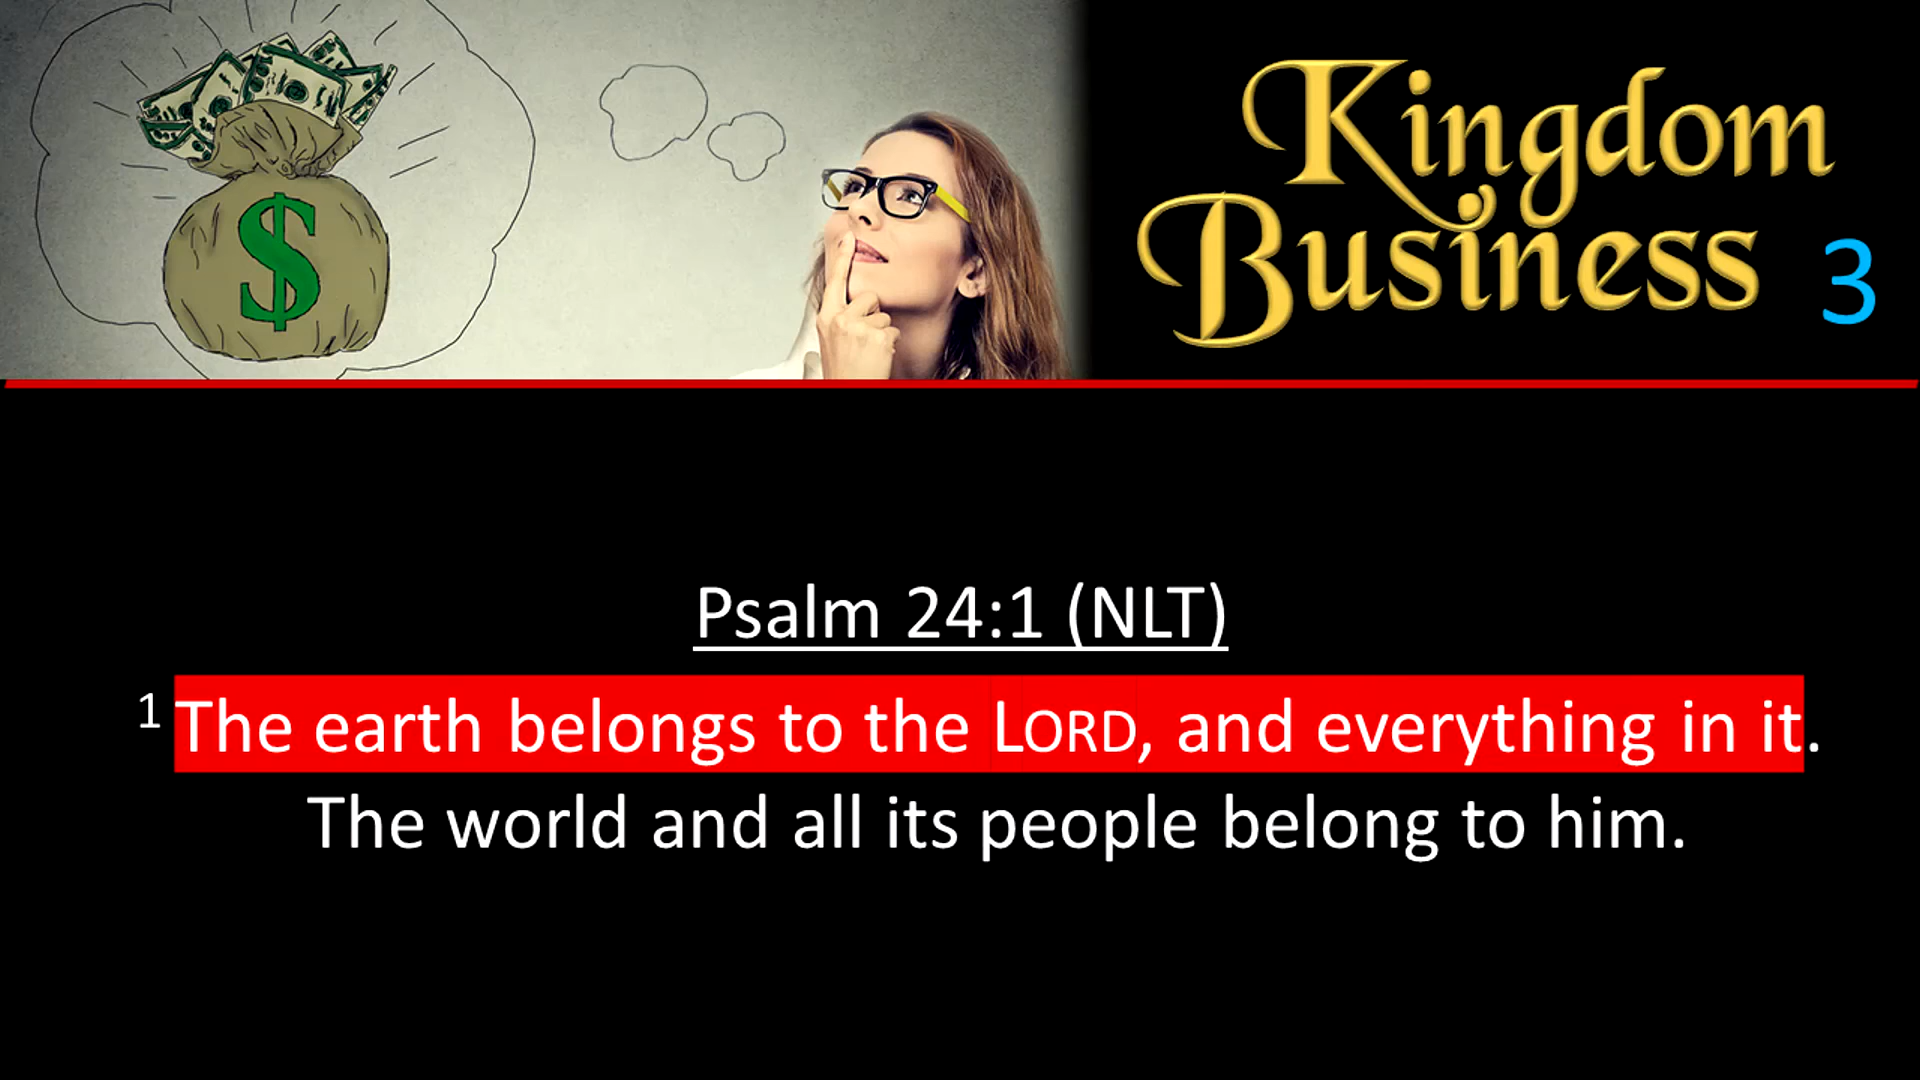 $
Kingdom
Business 3
Psalm 24:1 (NLT)
1 The earth belongs to the LORD, and everything in it.
The world and all its people belong to him.